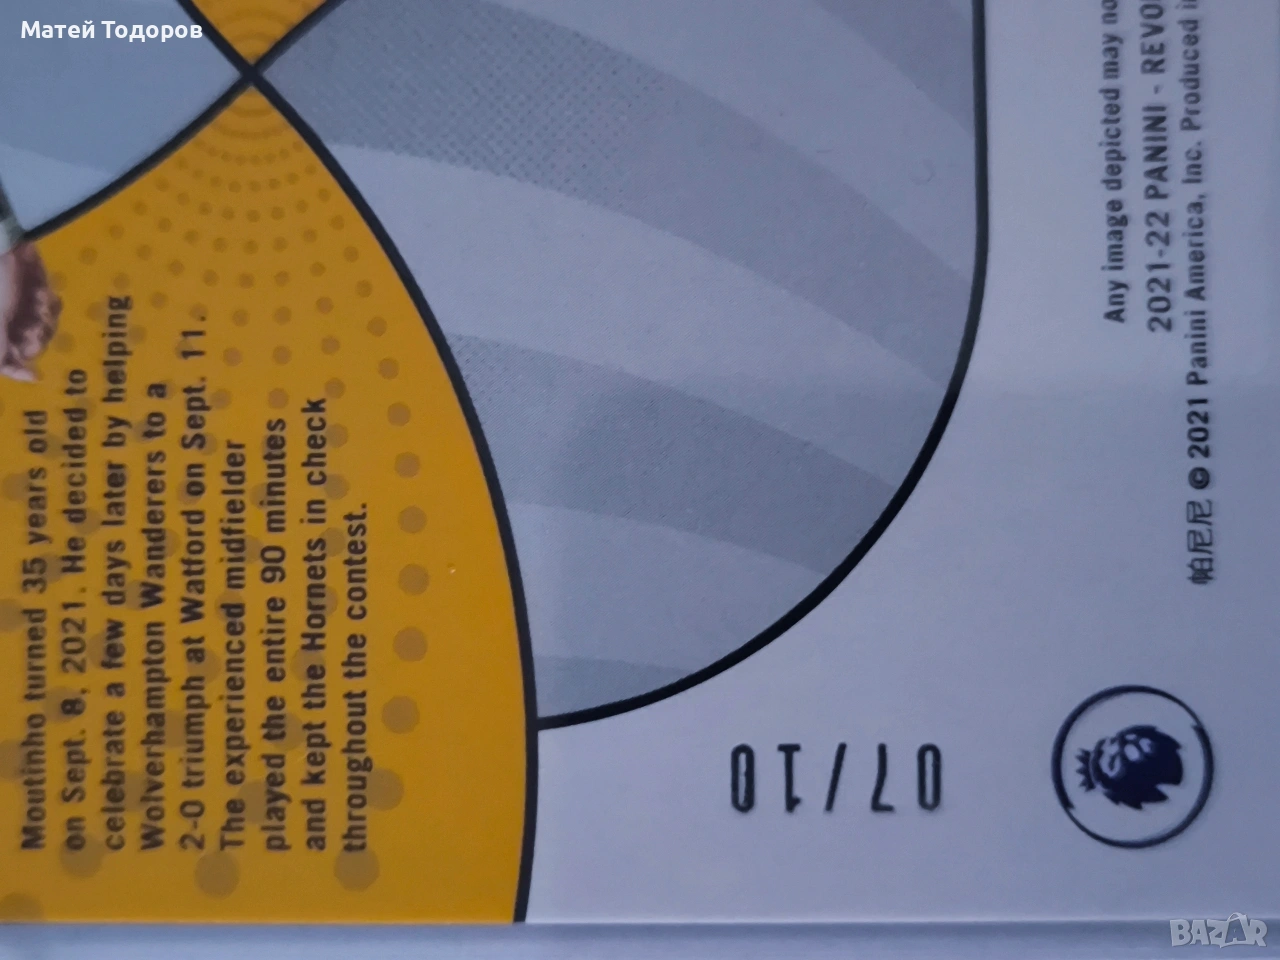 Матей Тодоров
Moutinho turned 35 years old
on Sept. 8, 2021. He decided to
celebrate a few days later by helping
Wolverhampton Wanderers to a
2-0 triumph at Watford on Sept. 11.
The experienced midfielder
played the entire 90 minutes
and kept the Hornets in check
throughout the contest.
07/10
Any image depicted may
2021-22 PANINI -
帕尼尼 © 2021 Panini America, Inc. Produced
BAZAR